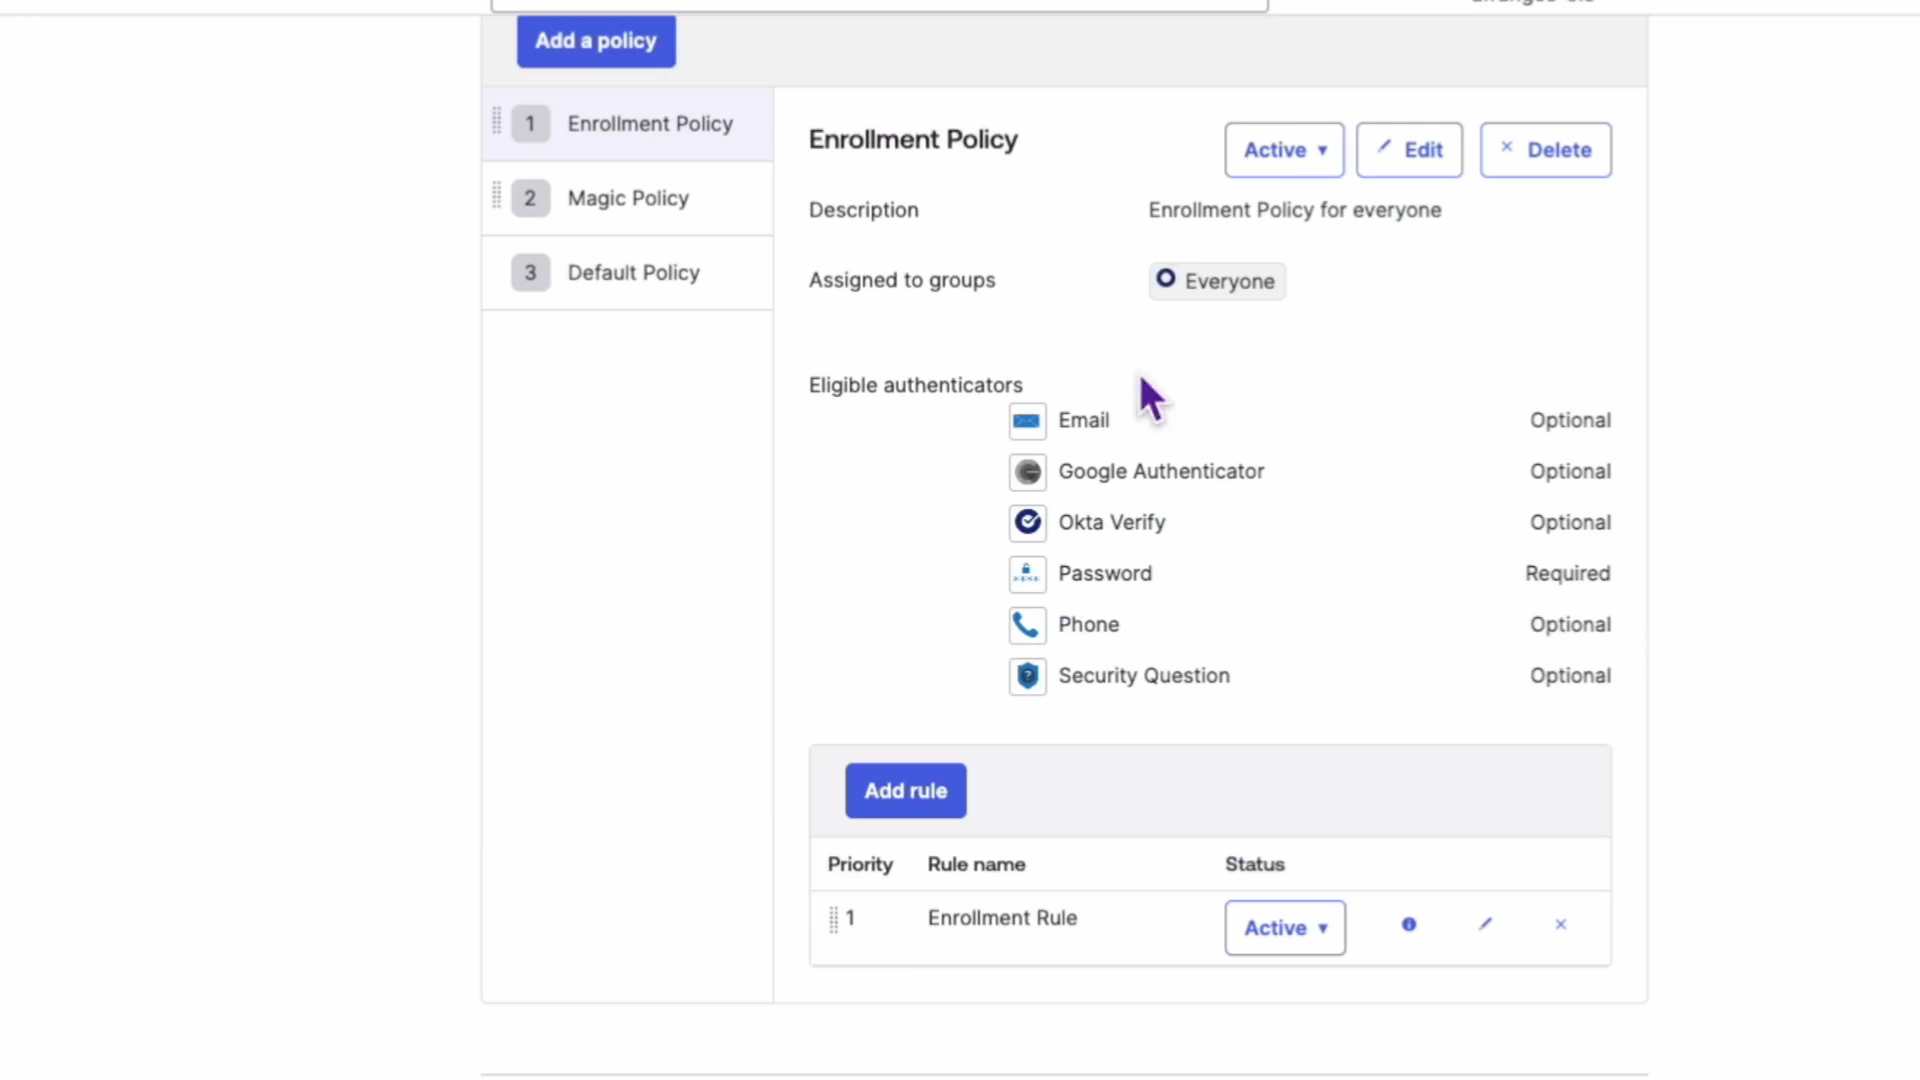 Add a policy
1 Enrollment Policy
2 Magic Policy
3 Default Policy
Enrollment Policy
Active
Edit
Delete
Description
Enrollment Policy for everyone
Assigned to groups
Everyone
Eligible authenticators
Email Optional
Google Authenticator Optional
Okta Verify Optional
Password Required
Phone Optional
Security Question Optional
Add rule
Priority Rule name Status
1 Enrollment Rule Active